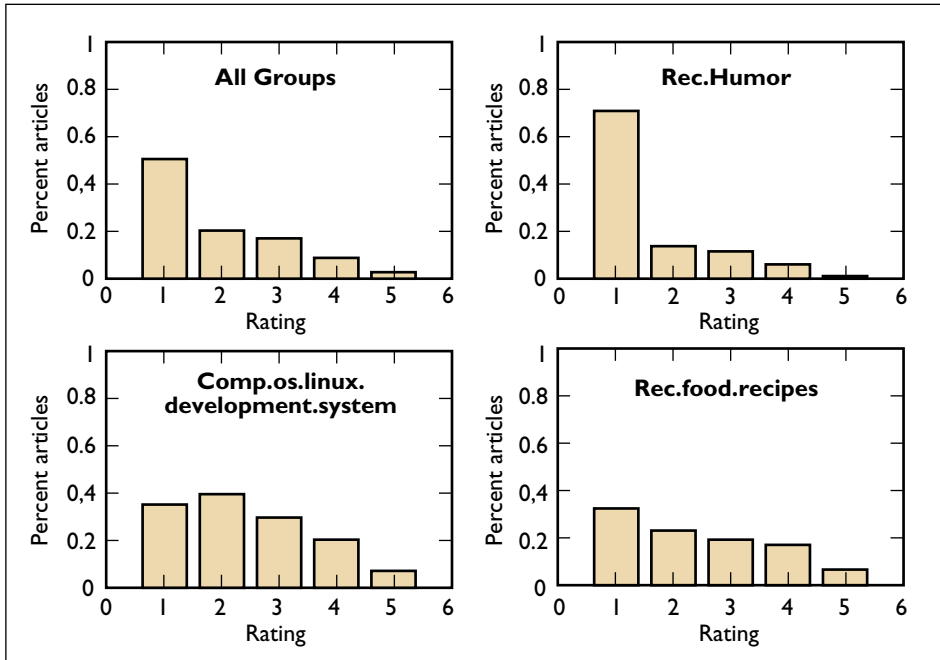 All Groups
Percent articles
1
0.8
0.6
0,4
0.2
0
0 1 2 3 4 5 6
Rating
Rec.Humor
Percent articles
1
0.8
0.6
0,4
0.2
0
0 1 2 3 4 5 6
Rating
Comp.os.linux.
development.system
Percent articles
1
0.8
0.6
0,4
0.2
0
0 1 2 3 4 5 6
Rating
Rec.food.recipes
Percent articles
1
0.8
0.6
0,4
0.2
0
0 1 2 3 4 5 6
Rating